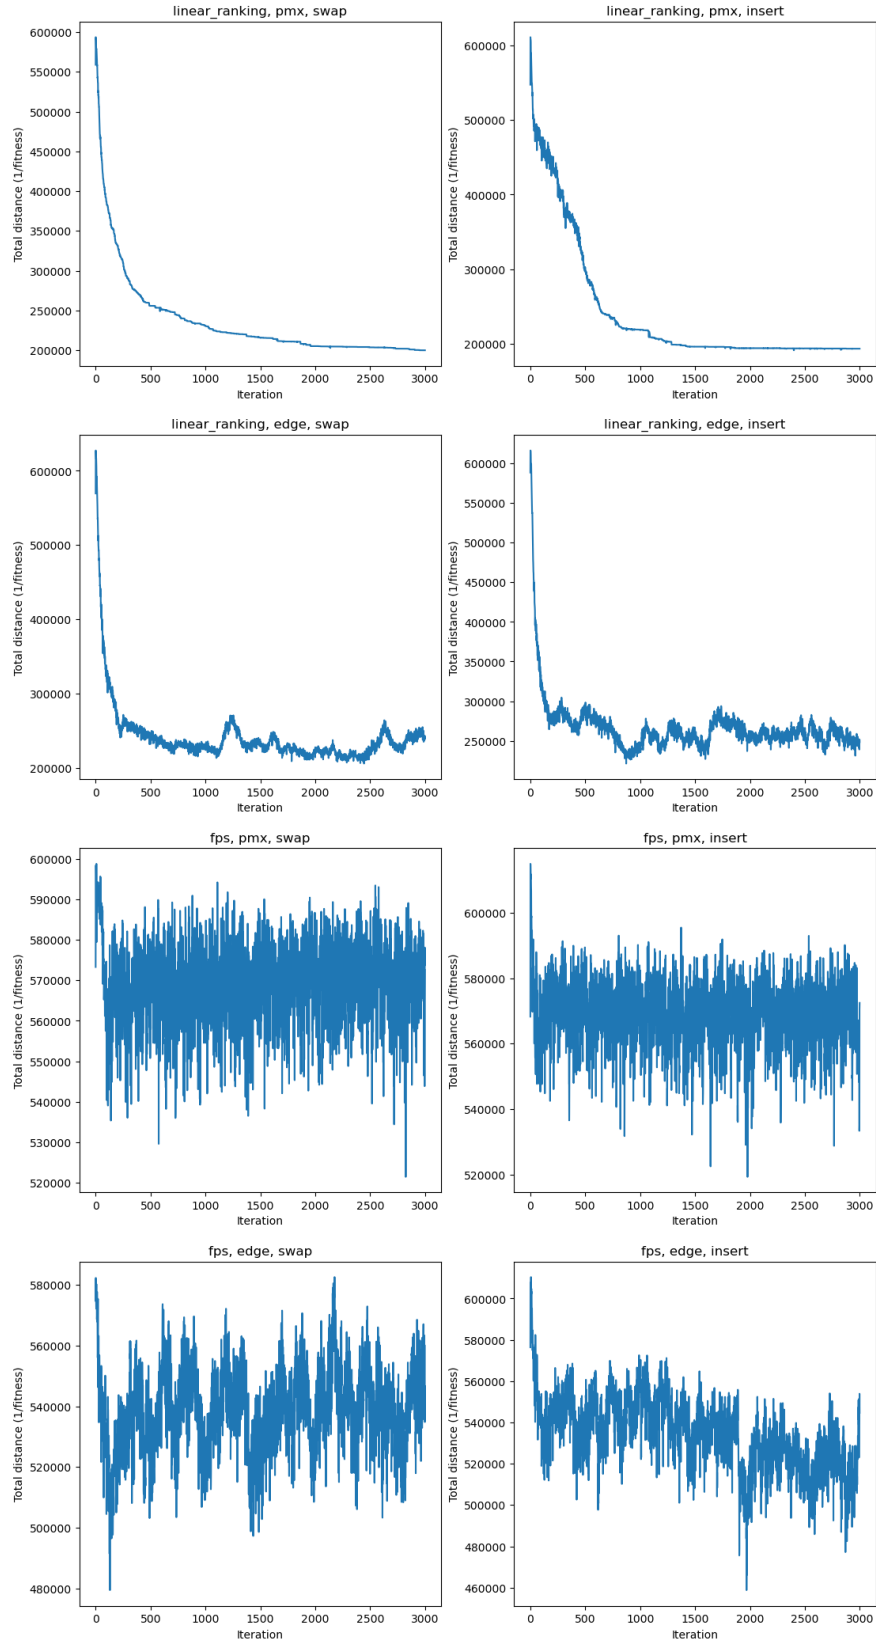 linear_ranking, pmx, swap
Total distance (1/fitness)
600000
550000
500000
450000
400000
350000
300000
250000
200000
0 500 1000 1500 2000 2500 3000
Iteration
linear_ranking, pmx, insert
Total distance (1/fitness)
600000
500000
400000
300000
200000
0 500 1000 1500 2000 2500 3000
Iteration
linear_ranking, edge, swap
Total distance (1/fitness)
600000
500000
400000
300000
200000
0 500 1000 1500 2000 2500 3000
Iteration
linear_ranking, edge, insert
Total distance (1/fitness)
600000
550000
500000
450000
400000
350000
300000
250000
0 500 1000 1500 2000 2500 3000
Iteration
fps, pmx, swap
Total distance (1/fitness)
600000
590000
580000
570000
560000
550000
540000
530000
520000
0 500 1000 1500 2000 2500 3000
Iteration
fps, pmx, insert
Total distance (1/fitness)
600000
580000
560000
540000
520000
0 500 1000 1500 2000 2500 3000
Iteration
fps, edge, swap
Total distance (1/fitness)
580000
560000
540000
520000
500000
480000
0 500 1000 1500 2000 2500 3000
Iteration
fps, edge, insert
Total distance (1/fitness)
600000
580000
560000
540000
520000
500000
480000
460000
0 500 1000 1500 2000 2500 3000
Iteration